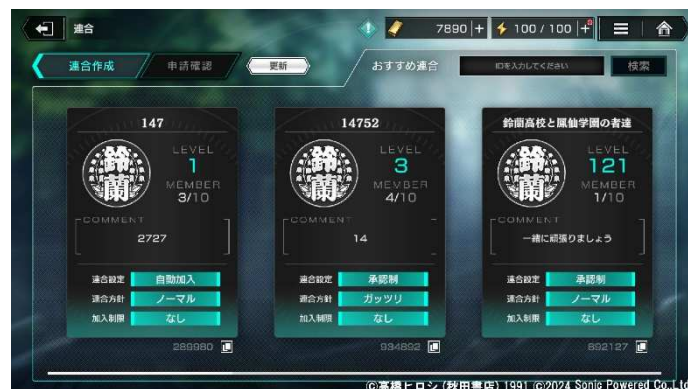 連合
7890
100 / 100
連合作成
申請確認
更新
おすすめ連合
IDを入力してください
検索
147
鈴蘭
LEVEL
1
MEMBER
3/10
COMMENT
2727
連合設定 自動加入
連合方針 ノーマル
加入制限 なし
289980
14752
鈴蘭
LEVEL
3
MEMBER
4/10
COMMENT
14
連合設定 承認制
連合方針 ガッツリ
加入制限 なし
934892
鈴蘭高校と鳳仙学園の者達
鈴蘭
LEVEL
121
MEMBER
1/10
COMMENT
一緒に頑張りましょう
連合設定 承認制
連合方針 ノーマル
加入制限 なし
892127
©高橋ヒロシ (秋田書店) 1991 ©2024 Sonic Powered Co.,Ltd